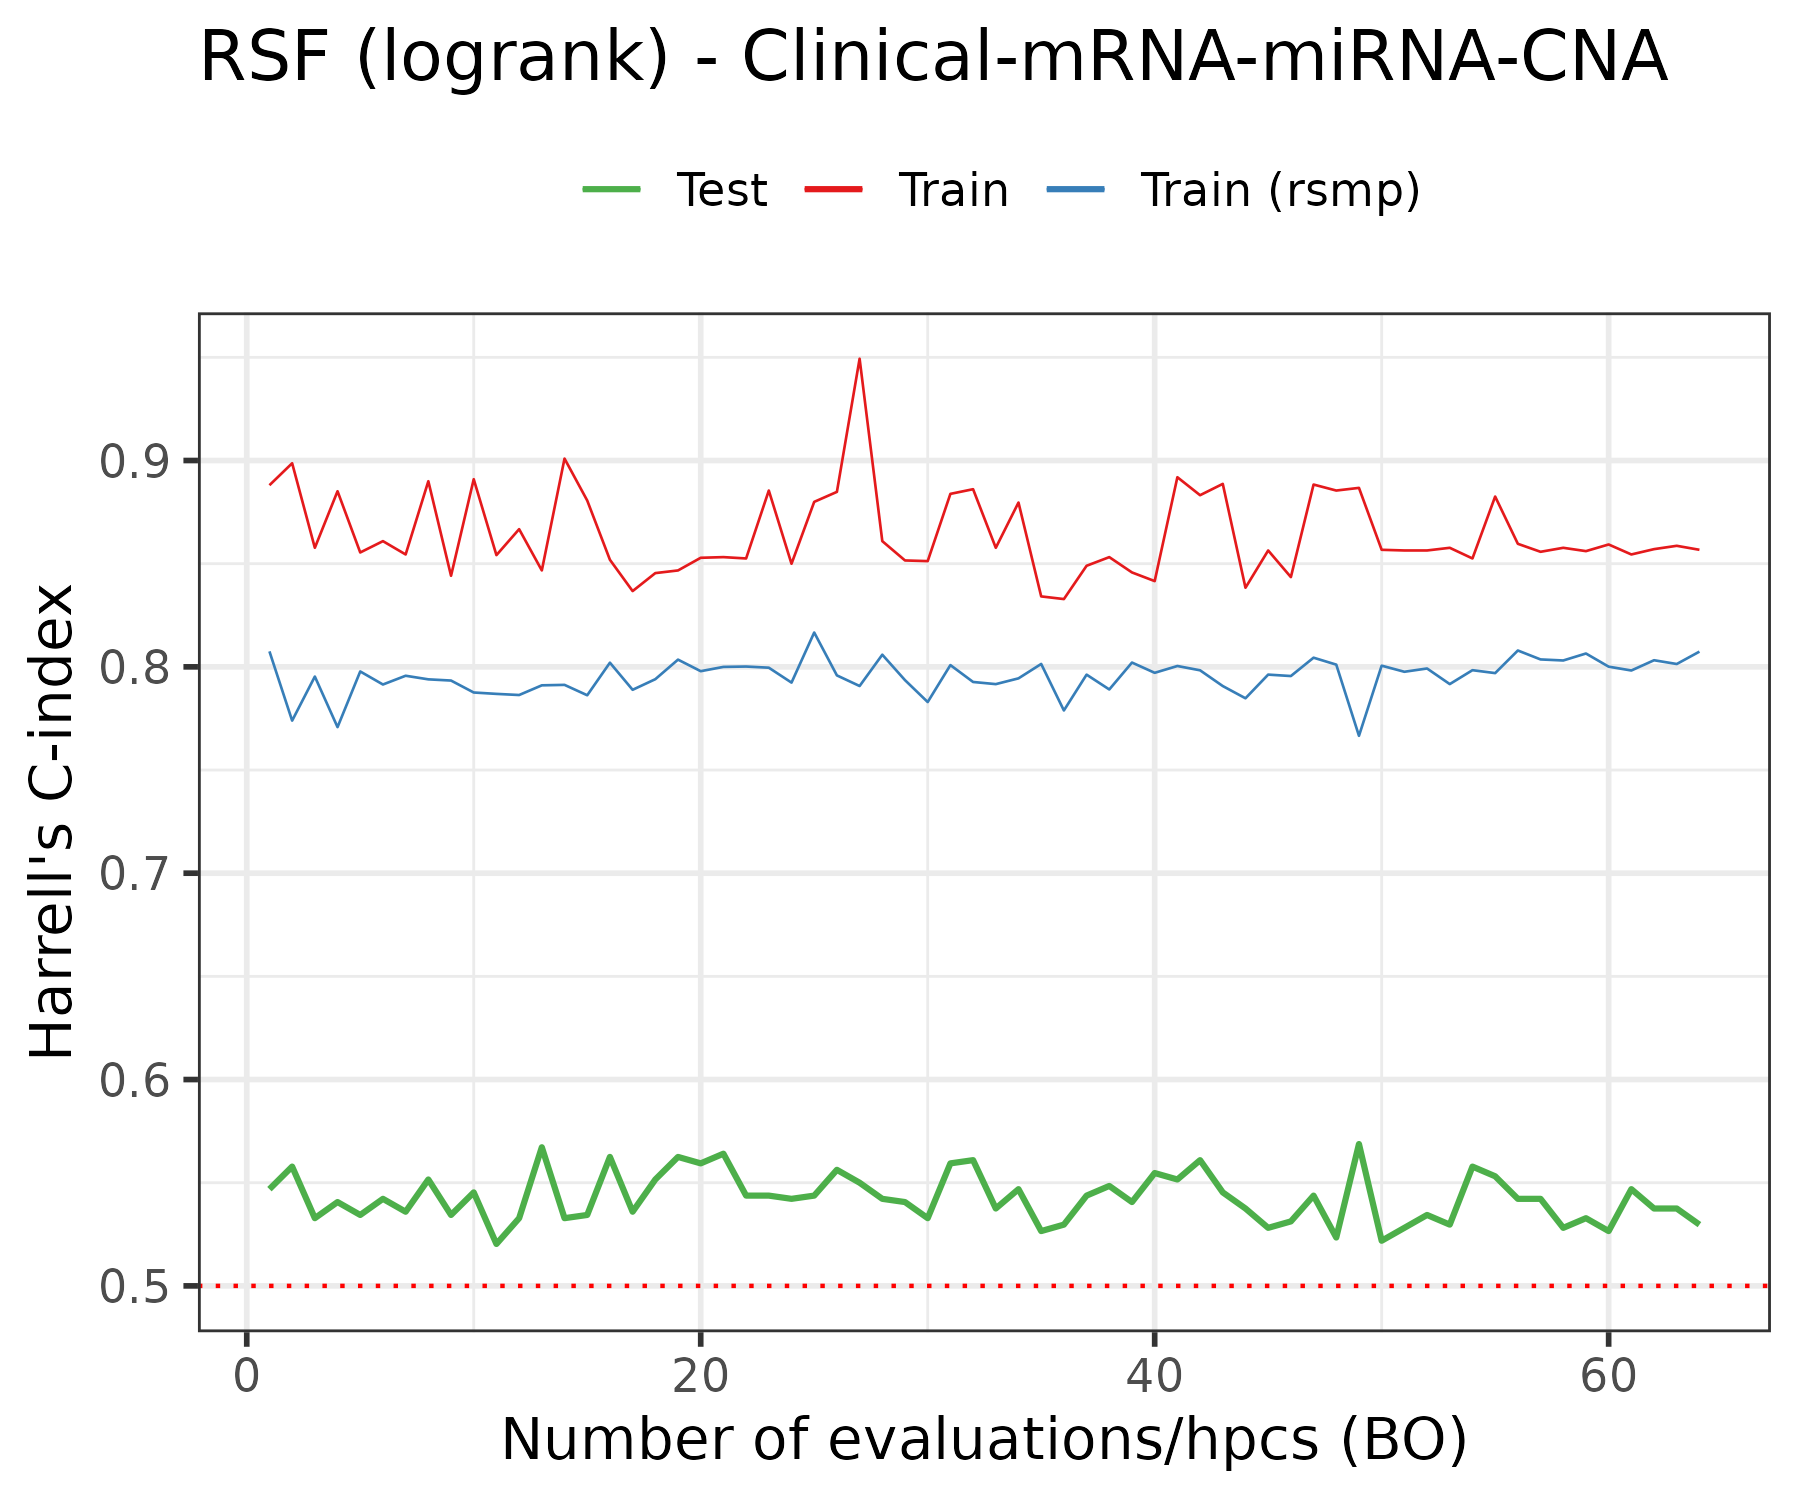 RSF (logrank) - Clinical-mRNA-miRNA-CNA
Test Train Train (rsmp)
Harrell's C-index
0.9
0.8
0.7
0.6
0.5
0 20 40 60
Number of evaluations/hpcs (BO)